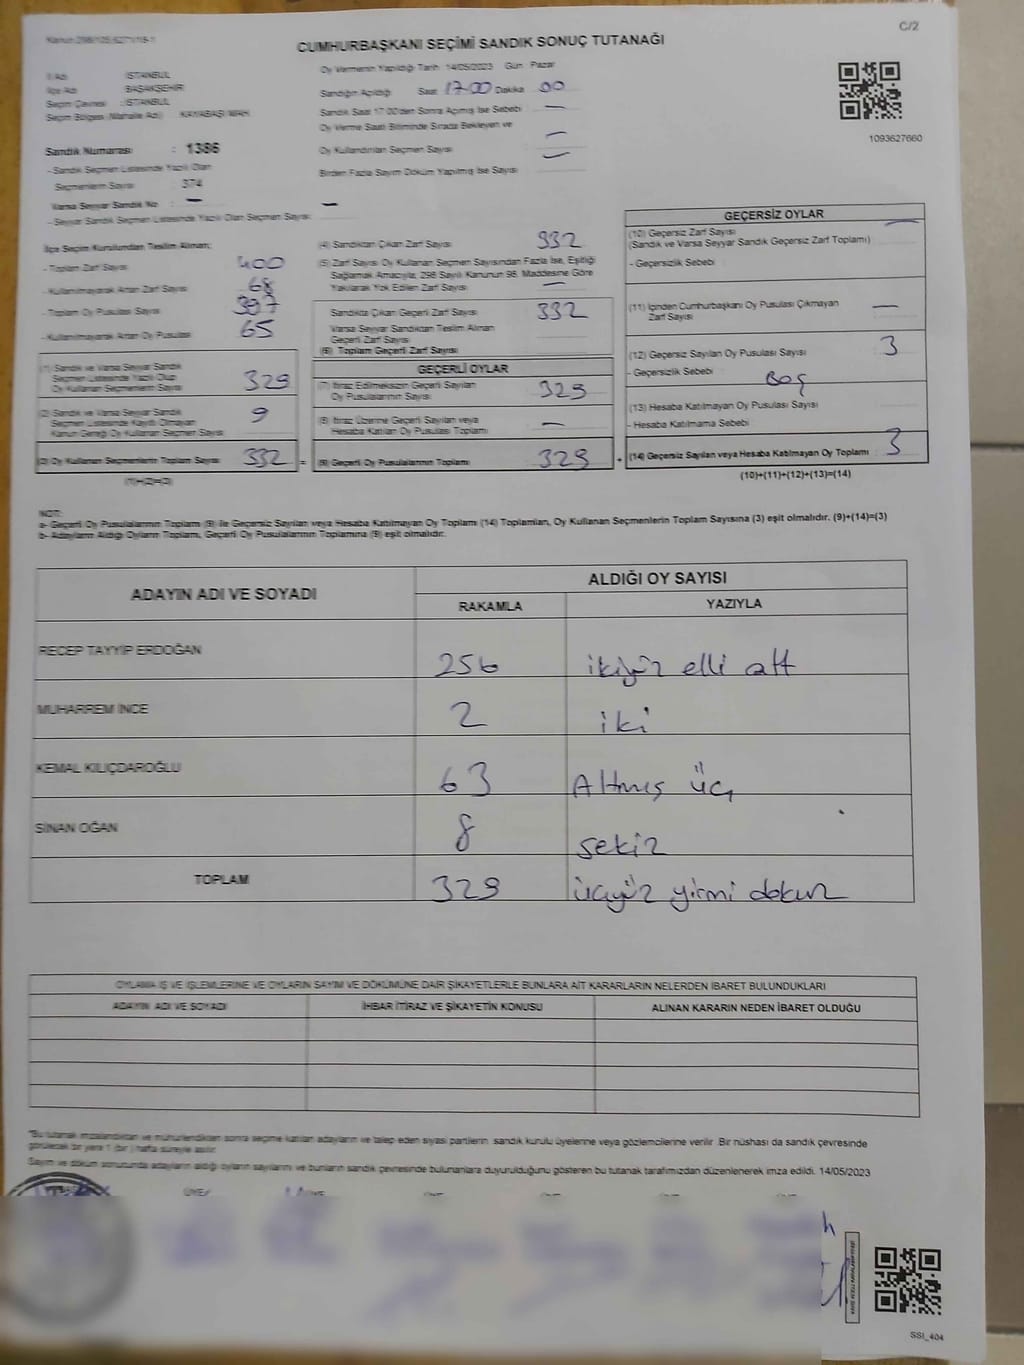 C/2
CUMHURBAŞKANI SEÇİMİ SANDIK SONUÇ TUTANAĞI
İl Adı : İSTANBUL
İlçe Adı BAŞAKŞEHİR
Seçim Çevresi : İSTANBUL
Seçim Bölgesi (Mahalle Adı) KAYABAŞI MAH.
Sandık Numarası : 1386
- Sandık Seçmen Listesinde Yazılı Olan
Seçmenlerin Sayısı : 374
Varsa Seyyar Sandık No : —
- Seyyar Sandık Seçmen Listesinde Yazılı Olan Seçmen Sayısı: —
Oy Vermenin Yapıldığı Tarih: 14/05/2023 Gün: Pazar
Sandığın Açıldığı Saat 17:00 Dakika 00
Sandık Saat 17:00'den Sonra Açılmış İse Sebebi —
Oy Verme Saati Bitiminde Sırada Bekleyen ve
Oy Kullandırılan Seçmen Sayısı —
Birden Fazla Sayım Döküm Yapılmış İse Sayısı —
1093627660
İlçe Seçim Kurulundan Teslim Alınan;
- Toplam Zarf Sayısı 400
- Kullanılmayarak Artan Zarf Sayısı 68
- Toplam Oy Pusulası Sayısı 397
- Kullanılmayarak Artan Oy Pusulası 65
(1) Sandık ve Varsa Seyyar Sandık
Seçmen Listesinde Yazılı Olup
Oy Kullanan Seçmenlerin Sayısı 329
(2) Sandık ve Varsa Seyyar Sandık
Seçmen Listesinde Kayıtlı Olmayan
Kanun Gereği Oy Kullanan Seçmen Sayısı 9
(3) Oy Kullanan Seçmenlerin Toplam Sayısı 332 =
(1)+(2)=(3)
(4) Sandıktan Çıkan Zarf Sayısı 332
(5) Zarf Sayısı Oy Kullanan Seçmen Sayısından Fazla İse, Eşitliği
Sağlamak Amacıyla, 298 Sayılı Kanunun 98. Maddesine Göre
Yakılarak Yok Edilen Zarf Sayısı —
Sandıkta Çıkan Geçerli Zarf Sayısı 332
Varsa Seyyar Sandıktan Teslim Alınan
Geçerli Zarf Sayısı
(6) Toplam Geçerli Zarf Sayısı
GEÇERLİ OYLAR
(7) İtiraz Edilmeksizin Geçerli Sayılan
Oy Pusulalarının Sayısı 329
(8) İtiraz Üzerine Geçerli Sayılan veya
Hesaba Katılan Oy Pusulası Toplamı —
(9) Geçerli Oy Pusulalarının Toplamı 329 +
GEÇERSİZ OYLAR
(10) Geçersiz Zarf Sayısı —
(Sandık ve Varsa Seyyar Sandık Geçersiz Zarf Toplamı)
- Geçersizlik Sebebi
(11) İçinden Cumhurbaşkanı Oy Pusulası Çıkmayan
Zarf Sayısı —
(12) Geçersiz Sayılan Oy Pusulası Sayısı 3
- Geçersizlik Sebebi Boş
(13) Hesaba Katılmayan Oy Pusulası Sayısı
- Hesaba Katılmama Sebebi
(14) Geçersiz Sayılan veya Hesaba Katılmayan Oy Toplamı : 3
(10)+(11)+(12)+(13)=(14)
NOT:
a- Geçerli Oy Pusulalarının Toplam (9) ile Geçersiz Sayılan veya Hesaba Katılmayan Oy Toplamı (14) Toplamları, Oy Kullanan Seçmenlerin Toplam Sayısına (3) eşit olmalıdır. (9)+(14)=(3)
b- Adayların Aldığı Oyların Toplamı, Geçerli Oy Pusulalarının Toplamına (9) eşit olmalıdır.
ADAYIN ADI VE SOYADI
ALDIĞI OY SAYISI
RAKAMLA YAZIYLA
RECEP TAYYİP ERDOĞAN 256 ikiyüz elli altı
MUHARREM İNCE 2 iki
KEMAL KILIÇDAROĞLU 63 Altmış üç
SİNAN OĞAN 8 sekiz
TOPLAM 329 üçyüz yirmi dokuz
OYLAMA İŞ VE İŞLEMLERİNE VE OYLARIN SAYIM VE DÖKÜMÜNE DAİR ŞİKAYETLERLE BUNLARA AİT KARARLARIN NELERDEN İBARET BULUNDUKLARI
ADAYIN ADI VE SOYADI İHBAR İTİRAZ VE ŞİKAYETİN KONUSU ALINAN KARARIN NEDEN İBARET OLDUĞU
"Bu tutanak imzalandıktan ve mühürlendikten sonra seçime katılan adayların ve talep eden siyasi partilerin sandık kurulu üyelerine veya gözlemcilerine verilir. Bir nüshası da sandık çevresinde
görülecek bir yere 1 (bir) hafta süreyle asılır.
Sayım ve döküm sonucunda adayların aldığı oyların sayılarını ve bunların sandık çevresinde bulunanlara duyurulduğunu gösteren bu tutanak tarafımızdan düzenlenerek imza edildi. 14/05/2023
SSI_404